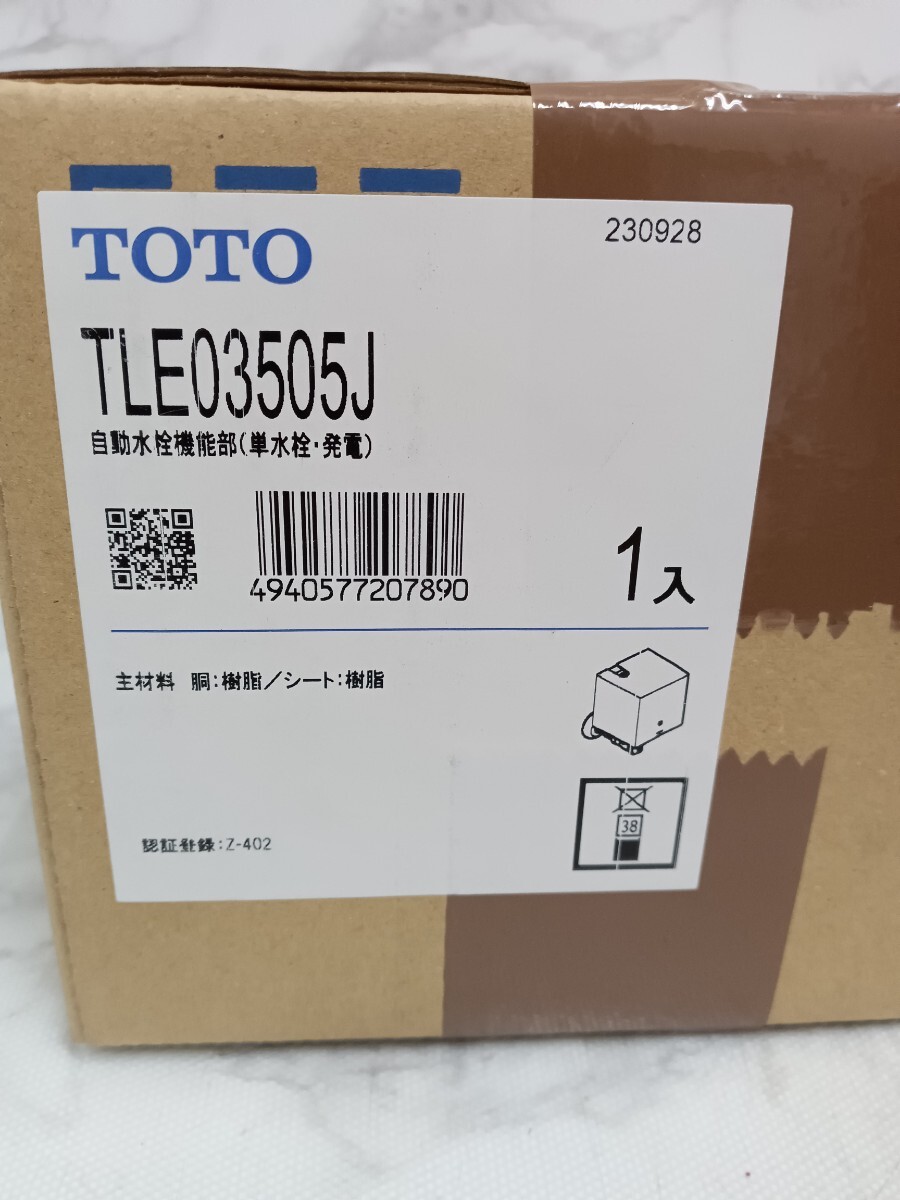 TOTO
230928
TLE03505J
自動水栓機能部(単水栓・発電)
4940577207890
1入
主材料 胴:樹脂/シート:樹脂
38
認証登録:Z-402